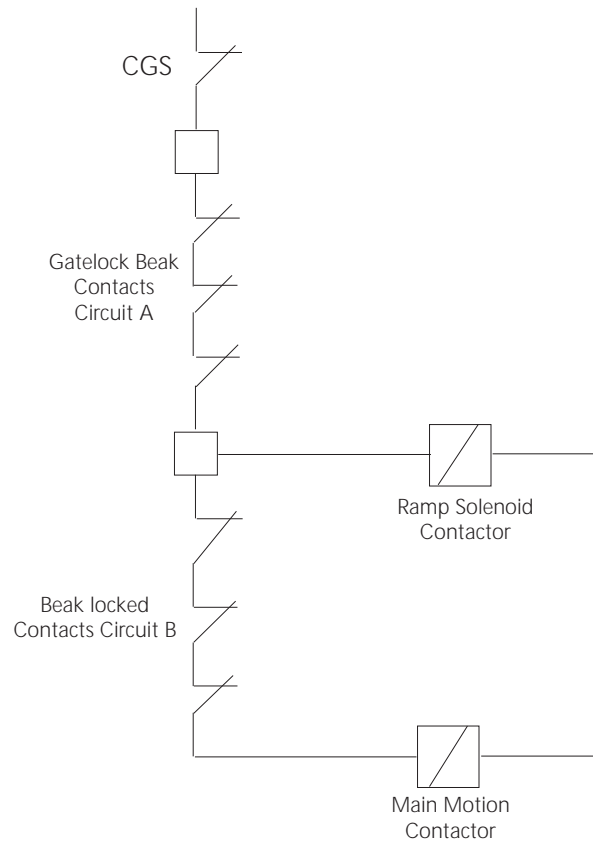 CGS
Gatelock Beak
Contacts
Circuit A
Ramp Solenoid
Contactor
Beak locked
Contacts Circuit B
Main Motion
Contactor